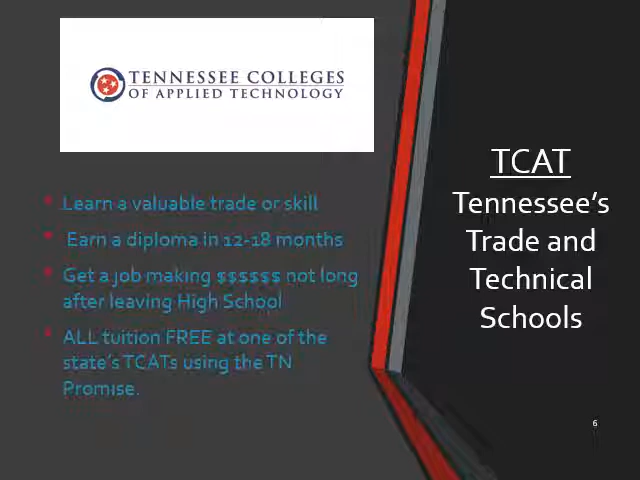 TENNESSEE COLLEGES
OF APPLIED TECHNOLOGY
Learn a valuable trade or skill
Earn a diploma in 12-18 months
Get a job making $$$$$$ not long
after leaving High School
ALL tuition FREE at one of the
state's TCATs using the TN
Promise.
TCAT
Tennessee's
Trade and
Technical
Schools
6